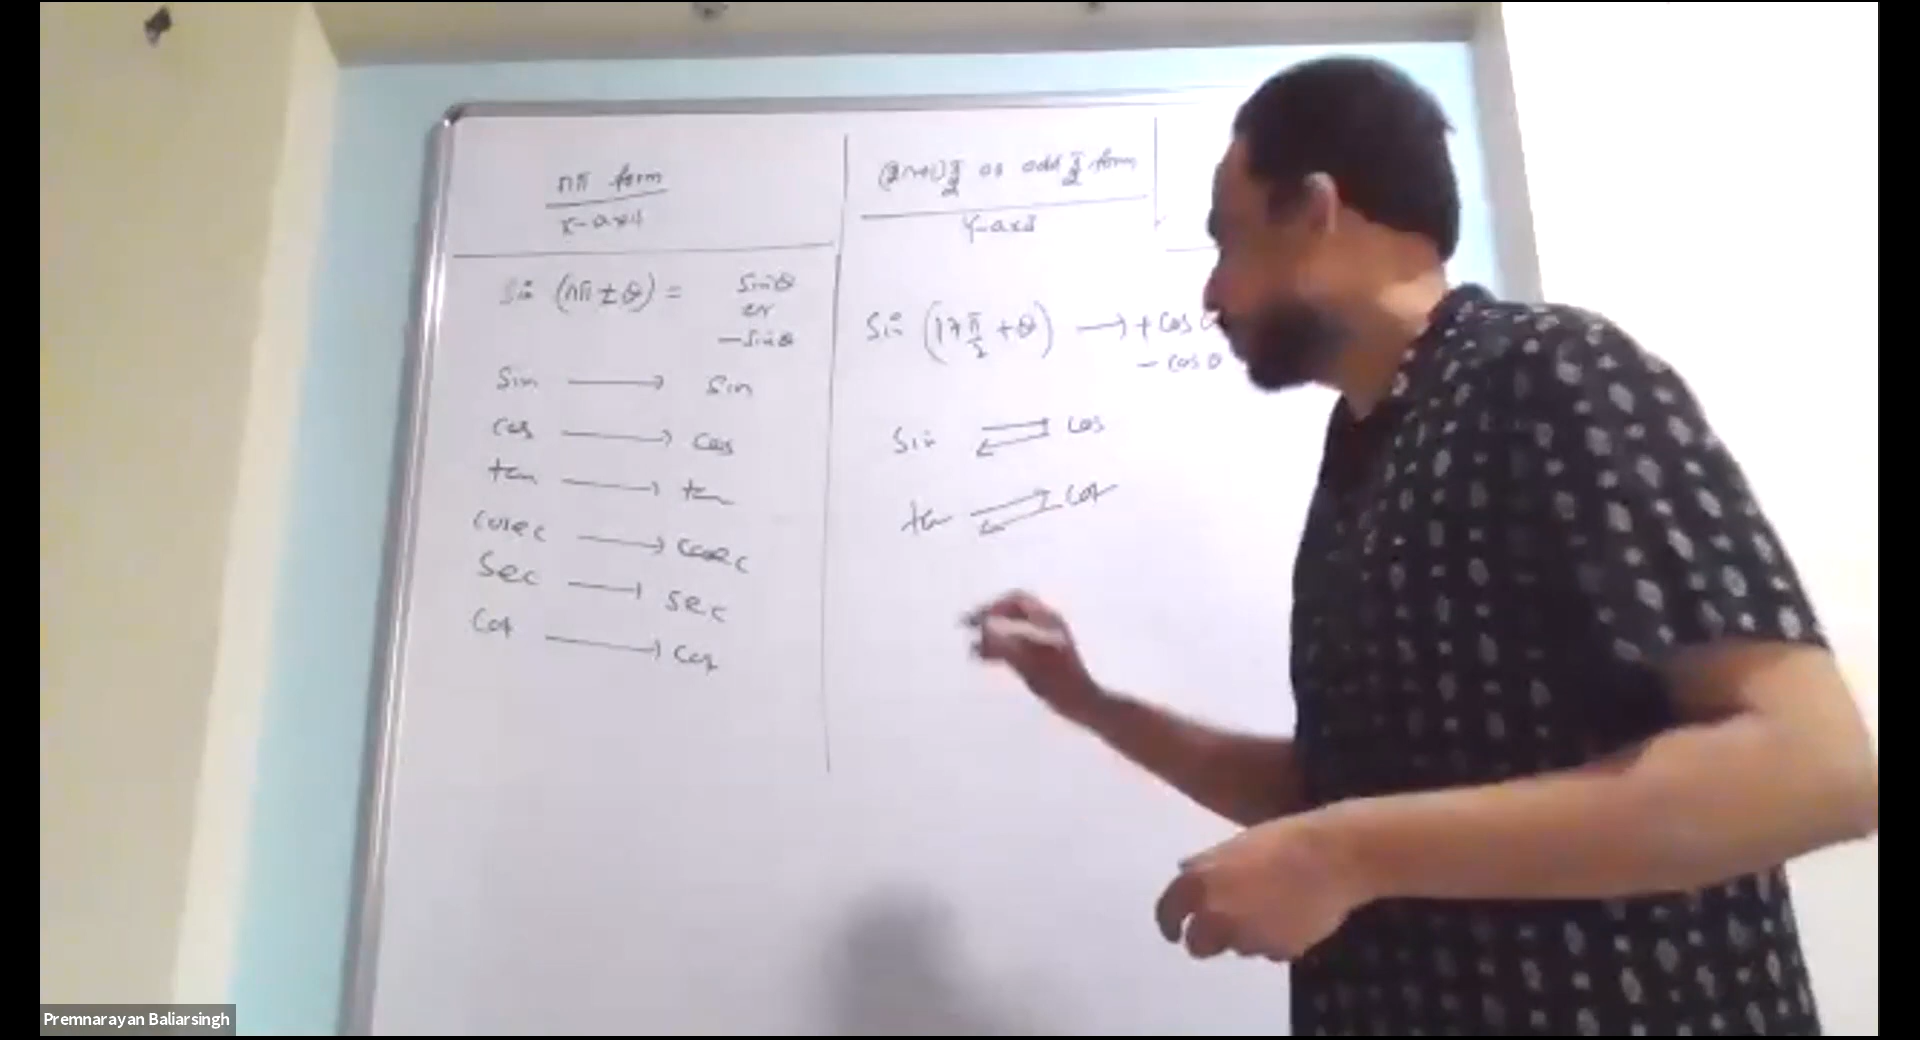 nπ form
x-axis
sin (nπ ± θ) = sinθ
or
-sinθ
sin → sin
cos → cos
tan → tan
cosec → cosec
sec → sec
cot → cot
(2n+1)π/2 or odd π/2 form
Y-axis
sin (17π/2 + θ) → + cos
- cosθ
sin ⇌ cos
tan ⇌ cot
Premnarayan Baliarsingh